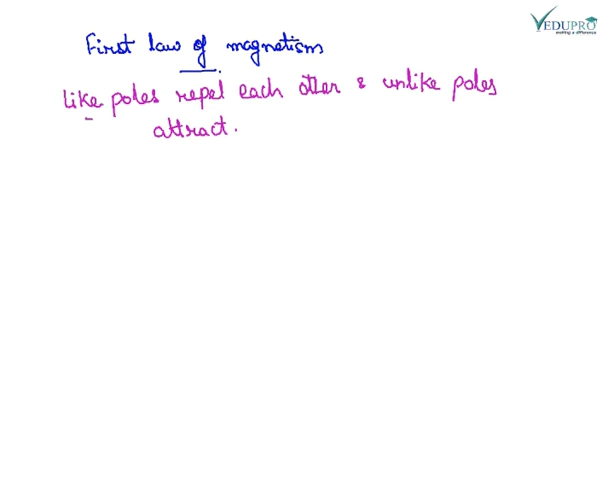 VEDUPRO
making a difference
First law of magnetism
Like poles repel each other & unlike poles
attract.